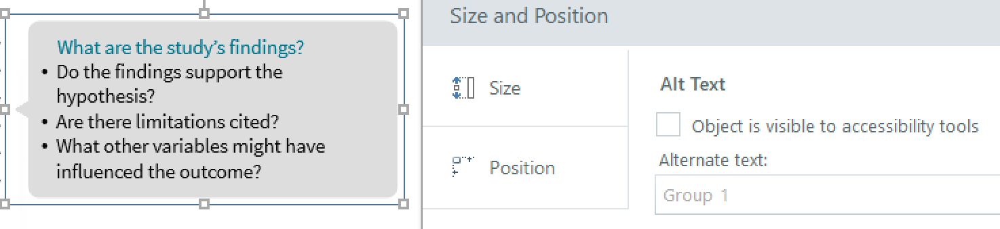 What are the study’s findings?
• Do the findings support the
hypothesis?
• Are there limitations cited?
• What other variables might have
influenced the outcome?
Size and Position
Size
Position
Alt Text
Object is visible to accessibility tools
Alternate text:
Group 1